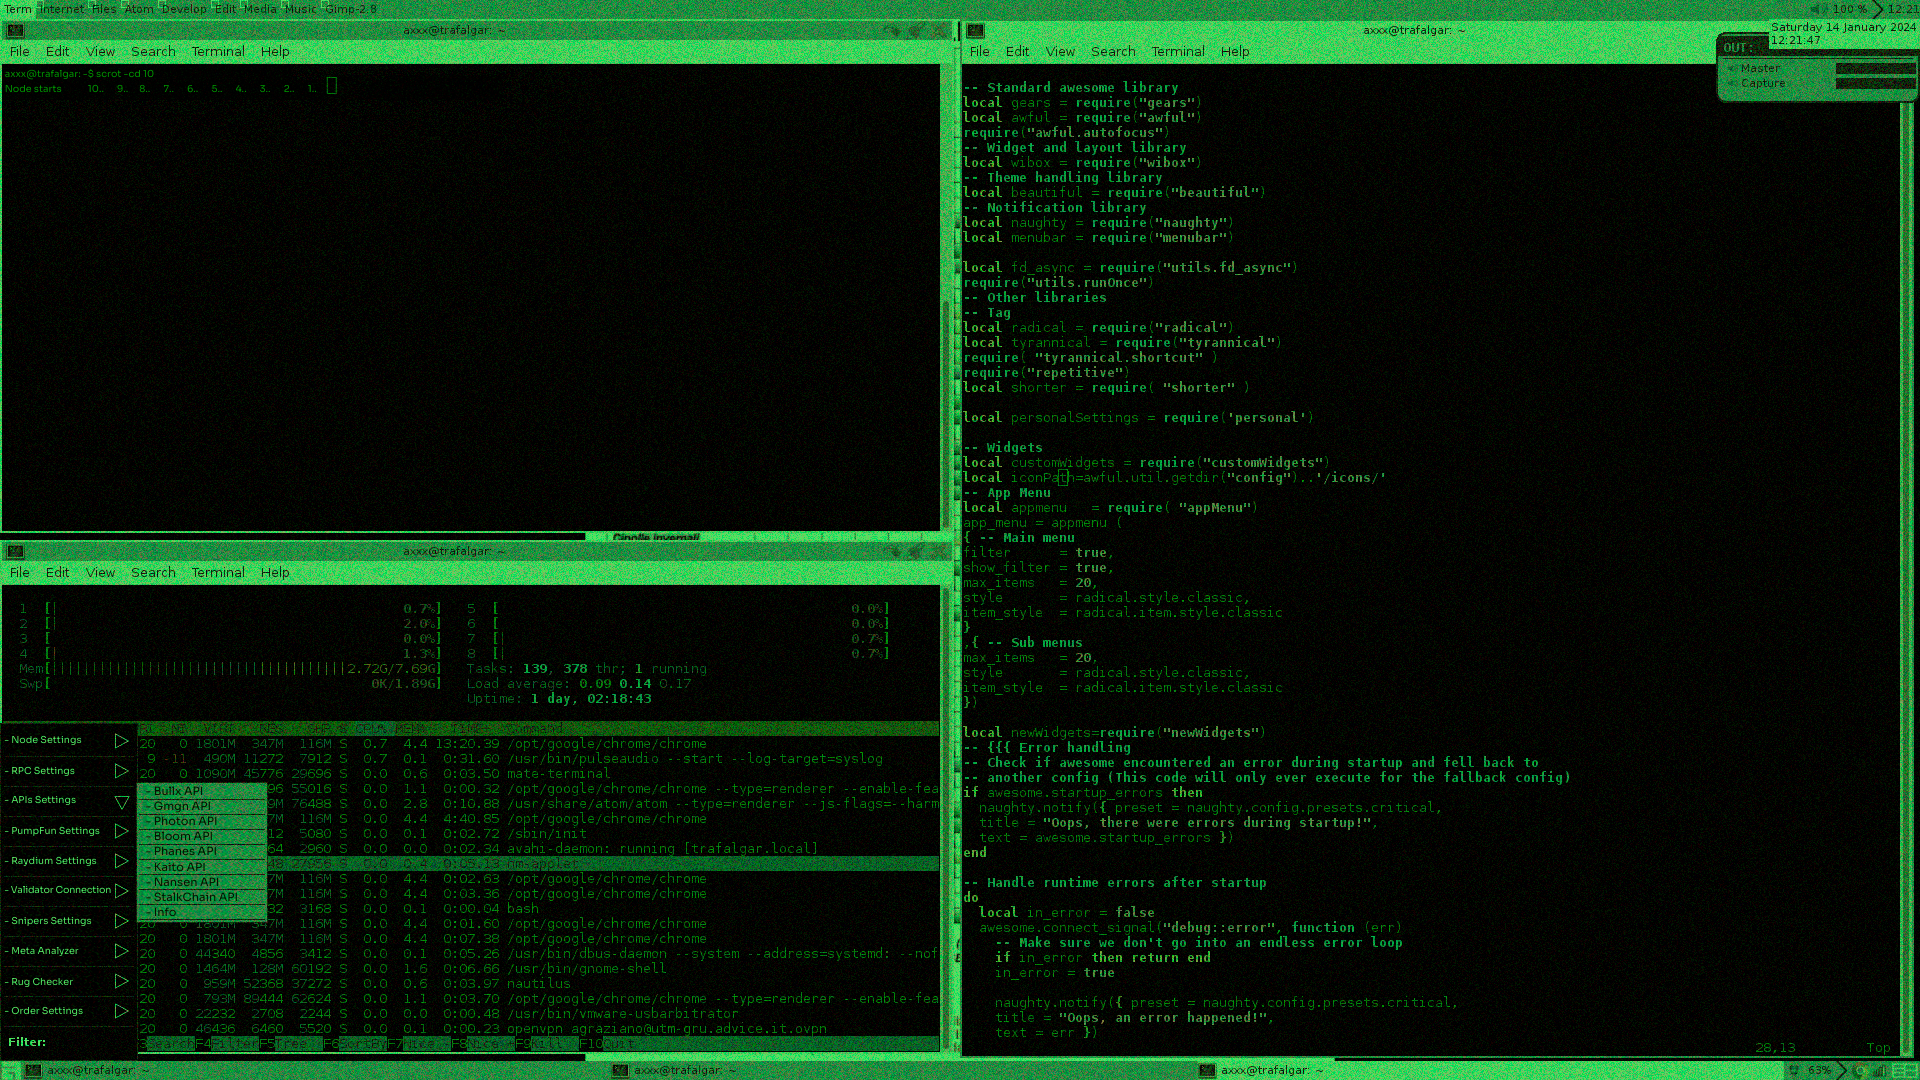 Term Internet Files Atom Develop Edit Media Music Gimp-2.8
100 % 12:21
axxx@trafalgar: ~
File Edit View Search Terminal Help
axxx@trafalgar: ~$ scrot -cd 10
Node starts 10.. 9.. 8.. 7.. 6.. 5.. 4.. 3.. 2.. 1..
Cipolle invernali
axxx@trafalgar: ~
File Edit View Search Terminal Help
1 [| 0.7%] 5 [ 0.0%]
2 [| 2.0%] 6 [ 0.0%]
3 [ 0.0%] 7 [| 0.7%]
4 [| 1.3%] 8 [| 0.7%]
Mem[||||||||||||||||||||||||||||||||||||2.72G/7.69G] Tasks: 139, 378 thr; 1 running
Swp[ 0K/1.89G] Load average: 0.09 0.14 0.17
Uptime: 1 day, 02:18:43
20 0 1801M 347M 116M S 0.7 4.4 13:20.39 /opt/google/chrome/chrome
9 -11 490M 11272 7912 S 0.7 0.1 0:31.60 /usr/bin/pulseaudio --start --log-target=syslog
20 0 1090M 45776 29696 S 0.0 0.6 0:03.50 mate-terminal
96 55016 S 0.0 1.1 0:00.32 /opt/google/chrome/chrome --type=renderer --enable-fea
9M 76488 S 0.0 2.8 0:10.88 /usr/share/atom/atom --type=renderer --js-flags=--harm
7M 116M S 0.0 4.4 4:40.85 /opt/google/chrome/chrome
12 5080 S 0.0 0.1 0:02.72 /sbin/init
64 2960 S 0.0 0.0 0:02.34 avahi-daemon: running [trafalgar.local]
0:05.13 nm-applet
7M 116M S 0.0 4.4 0:02.63 /opt/google/chrome/chrome
7M 116M S 0.0 4.4 0:03.36 /opt/google/chrome/chrome
32 3168 S 0.0 0.1 0:00.04 bash
20 0 1801M 347M 116M S 0.0 4.4 0:01.60 /opt/google/chrome/chrome
20 0 1801M 347M 116M S 0.0 4.4 0:07.38 /opt/google/chrome/chrome
20 0 44340 4856 3412 S 0.0 0.1 0:05.26 /usr/bin/dbus-daemon --system --address=systemd: --nof
20 0 1464M 128M 60192 S 0.0 1.6 0:06.66 /usr/bin/gnome-shell
20 0 959M 52368 37272 S 0.0 0.6 0:03.97 nautilus
20 0 793M 89444 62624 S 0.0 1.1 0:03.70 /opt/google/chrome/chrome --type=renderer --enable-fea
20 0 22232 2708 2244 S 0.0 0.0 0:00.48 /usr/bin/vmware-usbarbitrator
20 0 46436 6460 5520 S 0.0 0.1 0:00.23 openvpn agraziano@utm-gru.advice.it.ovpn
F3Search F4Filter F5Tree F6SortBy F7Nice - F8Nice + F9Kill F10Quit
- Node Settings
- RPC Settings
- APIs Settings
- PumpFun Settings
- Raydium Settings
- Validator Connection
- Snipers Settings
- Meta Analyzer
- Rug Checker
- Order Settings
Filter:
- Bullx API
- Gmgn API
- Photon API
- Bloom API
- Phanes API
- Kaito API
- Nansen API
- StalkChain API
- Info
axxx@trafalgar: ~
File Edit View Search Terminal Help
Saturday 14 January 2024
12:21:47
OUT:
Master
Capture
-- Standard awesome library
local gears = require("gears")
local awful = require("awful")
require("awful.autofocus")
-- Widget and layout library
local wibox = require("wibox")
-- Theme handling library
local beautiful = require("beautiful")
-- Notification library
local naughty = require("naughty")
local menubar = require("menubar")
local fd_async = require("utils.fd_async")
require("utils.runOnce")
-- Other libraries
-- Tag
local radical = require("radical")
local tyrannical = require("tyrannical")
require( "tyrannical.shortcut" )
require("repetitive")
local shorter = require( "shorter" )
local personalSettings = require('personal')
-- Widgets
local customWidgets = require("customWidgets")
local iconPath=awful.util.getdir("config")..'/icons/'
-- App Menu
local appmenu = require( "appMenu")
app_menu = appmenu (
{ -- Main menu
filter = true,
show_filter = true,
max_items = 20,
style = radical.style.classic,
item_style = radical.item.style.classic
}
,{ -- Sub menus
max_items = 20,
style = radical.style.classic,
item_style = radical.item.style.classic
})
local newWidgets=require("newWidgets")
-- {{{ Error handling
-- Check if awesome encountered an error during startup and fell back to
-- another config (This code will only ever execute for the fallback config)
if awesome.startup_errors then
naughty.notify({ preset = naughty.config.presets.critical,
title = "Oops, there were errors during startup!",
text = awesome.startup_errors })
end
-- Handle runtime errors after startup
do
local in_error = false
awesome.connect_signal("debug::error", function (err)
-- Make sure we don't go into an endless error loop
if in_error then return end
in_error = true
naughty.notify({ preset = naughty.config.presets.critical,
title = "Oops, an error happened!",
text = err })
28,13 Top
axxx@trafalgar: ~
axxx@trafalgar: ~
axxx@trafalgar: ~
63%